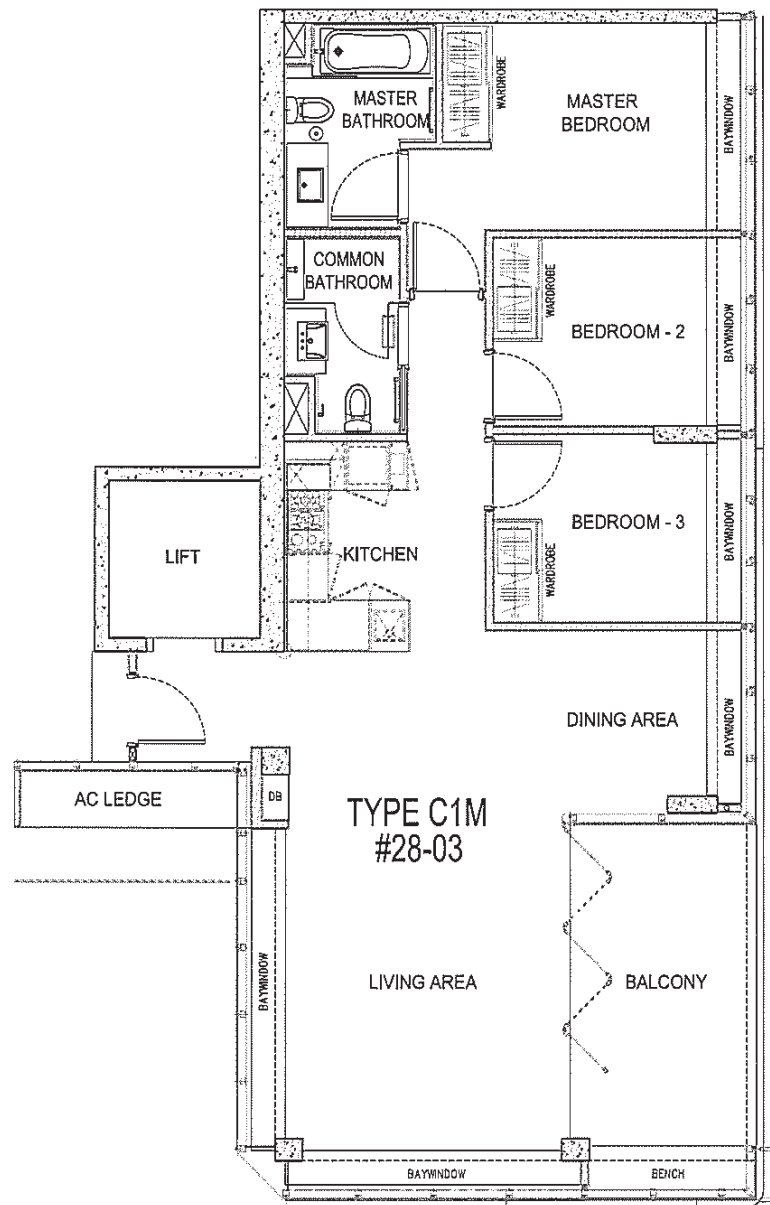 MASTER
BATHROOM
WARDROBE
MASTER
BEDROOM
BAYWINDOW
COMMON
BATHROOM
WARDROBE
BEDROOM - 2
BAYWINDOW
LIFT
KITCHEN
WARDROBE
BEDROOM - 3
BAYWINDOW
DINING AREA
BAYWINDOW
AC LEDGE
DB
TYPE C1M
#28-03
BAYWINDOW
LIVING AREA
BALCONY
BAYWINDOW
BENCH